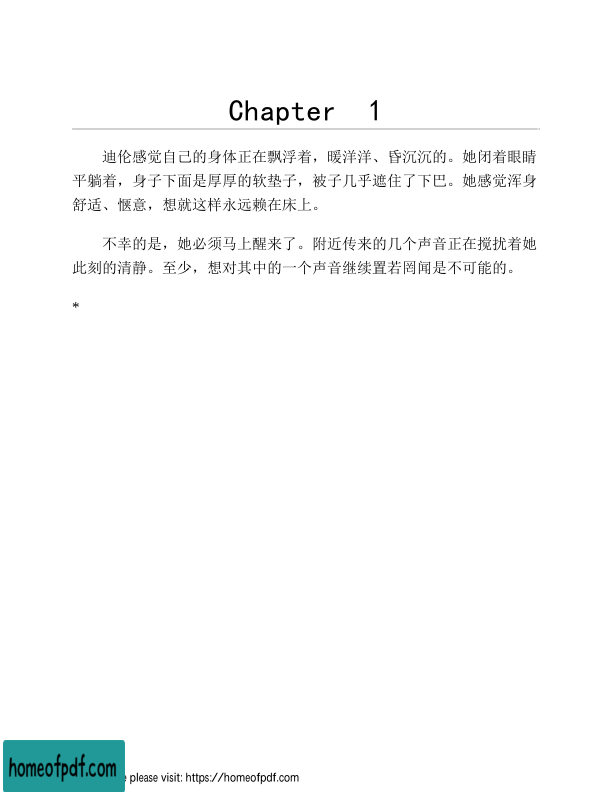 Chapter 1
迪伦感觉自己的身体正在飘浮着，暖洋洋、昏沉沉的。她闭着眼睛
平躺着，身子下面是厚厚的软垫子，被子几乎遮住了下巴。她感觉浑身
舒适、惬意，想就这样永远赖在床上。
不幸的是，她必须马上醒来了。附近传来的几个声音正在搅扰着她
此刻的清静。至少，想对其中的一个声音继续置若罔闻是不可能的。
*
homeofpdf.com
e please visit: https://homeofpdf.com